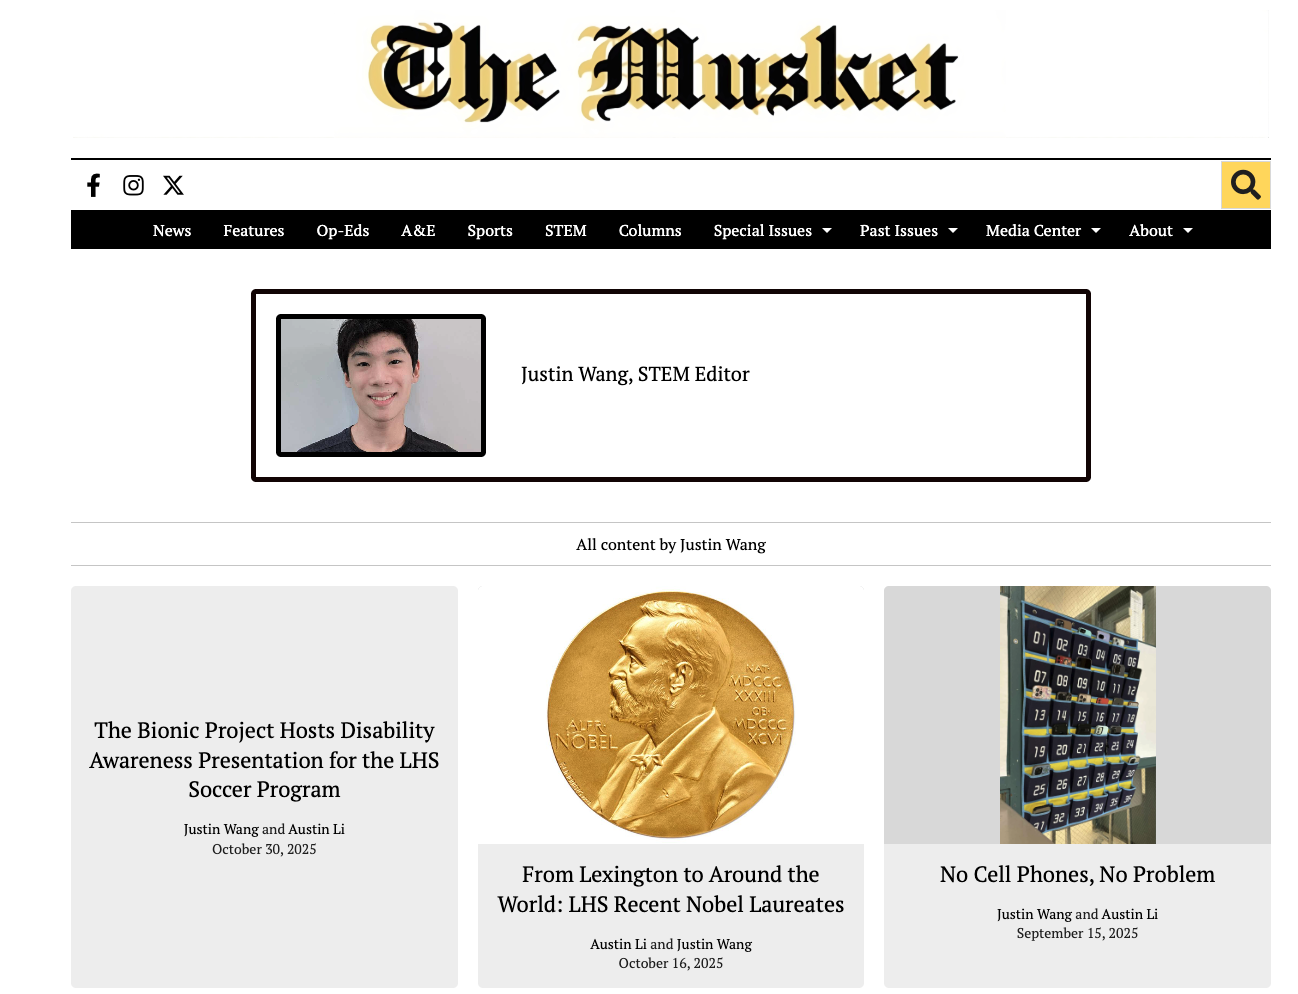 The Musket
News Features Op-Eds A&E Sports STEM Columns Special Issues Past Issues Media Center About
Justin Wang, STEM Editor
All content by Justin Wang
The Bionic Project Hosts Disability
Awareness Presentation for the LHS
Soccer Program
Justin Wang and Austin Li
October 30, 2025
ALFR.
NOBEL
NAT.
MDCCC
XXXIII
OB.
MDCCC
XCVI
From Lexington to Around the
World: LHS Recent Nobel Laureates
Austin Li and Justin Wang
October 16, 2025
01 02 03 04 05 06
07 08 09 10 11 12
13 14 15 16 17 18
19 20 21 22 23 24
25 26 27 28 29 30
31 32 33 34 35 36
No Cell Phones, No Problem
Justin Wang and Austin Li
September 15, 2025